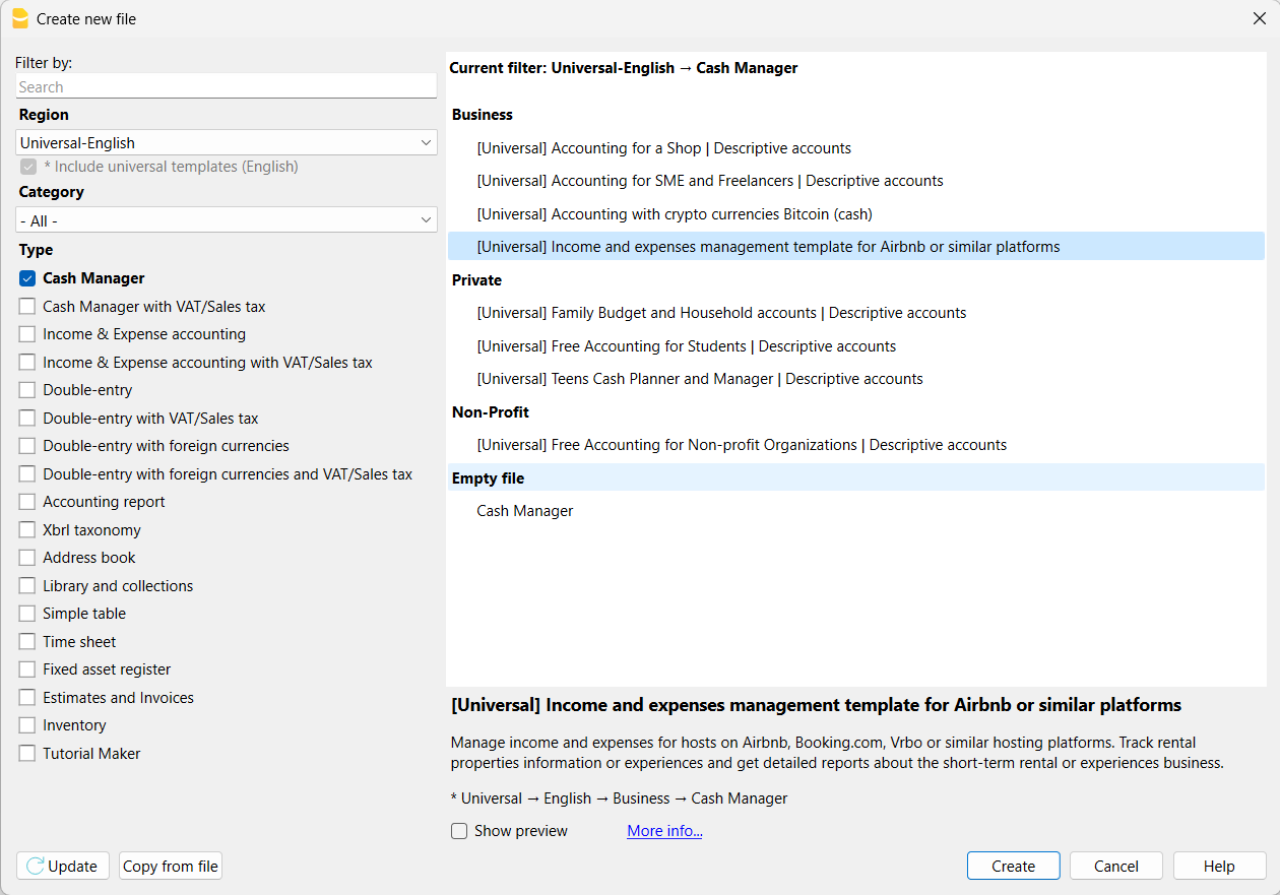 Create new file
Filter by:
Search
Region
Universal-English
* Include universal templates (English)
Category
- All -
Type
Cash Manager
Cash Manager with VAT/Sales tax
Income & Expense accounting
Income & Expense accounting with VAT/Sales tax
Double-entry
Double-entry with VAT/Sales tax
Double-entry with foreign currencies
Double-entry with foreign currencies and VAT/Sales tax
Accounting report
Xbrl taxonomy
Address book
Library and collections
Simple table
Time sheet
Fixed asset register
Estimates and Invoices
Inventory
Tutorial Maker
Update
Copy from file
Current filter: Universal-English → Cash Manager
Business
[Universal] Accounting for a Shop | Descriptive accounts
[Universal] Accounting for SME and Freelancers | Descriptive accounts
[Universal] Accounting with crypto currencies Bitcoin (cash)
[Universal] Income and expenses management template for Airbnb or similar platforms
Private
[Universal] Family Budget and Household accounts | Descriptive accounts
[Universal] Free Accounting for Students | Descriptive accounts
[Universal] Teens Cash Planner and Manager | Descriptive accounts
Non-Profit
[Universal] Free Accounting for Non-profit Organizations | Descriptive accounts
Empty file
Cash Manager
[Universal] Income and expenses management template for Airbnb or similar platforms
Manage income and expenses for hosts on Airbnb, Booking.com, Vrbo or similar hosting platforms. Track rental
properties information or experiences and get detailed reports about the short-term rental or experiences business.
* Universal → English → Business → Cash Manager
Show preview
More info...
Create
Cancel
Help